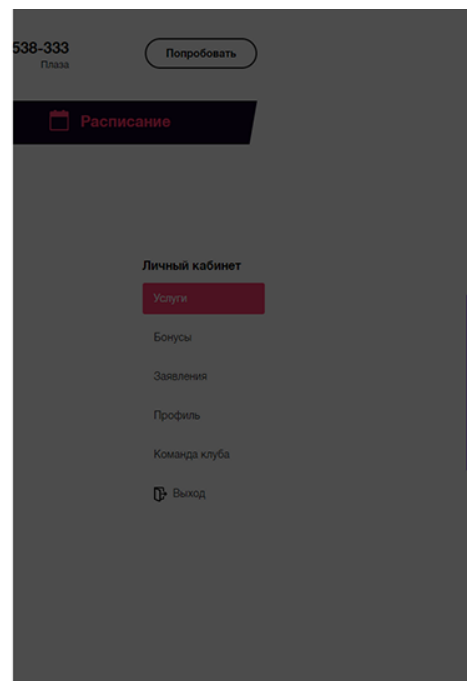 538-333
Плаза
Попробовать
Расписание
Личный кабинет
Услуги
Бонусы
Заявления
Профиль
Команда клуба
Выход